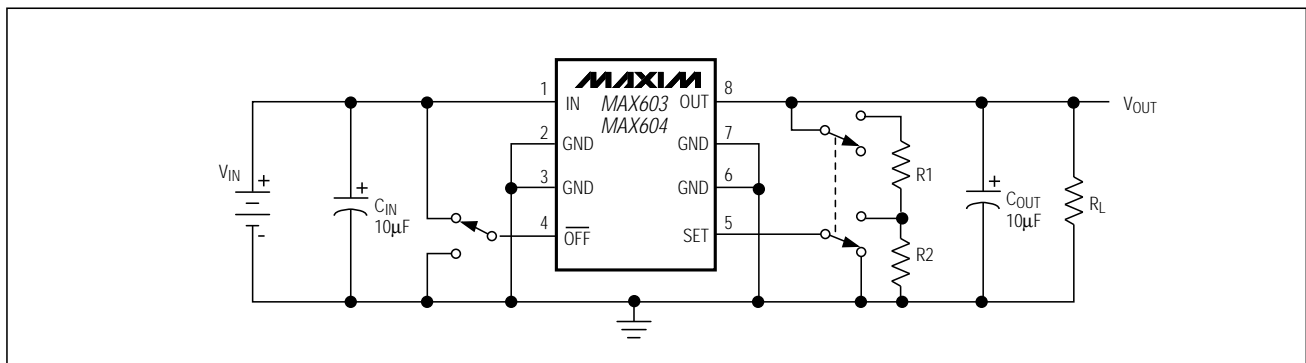 MAXIM
MAX603
MAX604
1
IN
2
GND
3
GND
4
OFF
8
OUT
7
GND
6
GND
5
SET
VIN
+
-
+
CIN
10µF
R1
R2
+
COUT
10µF
RL
VOUT